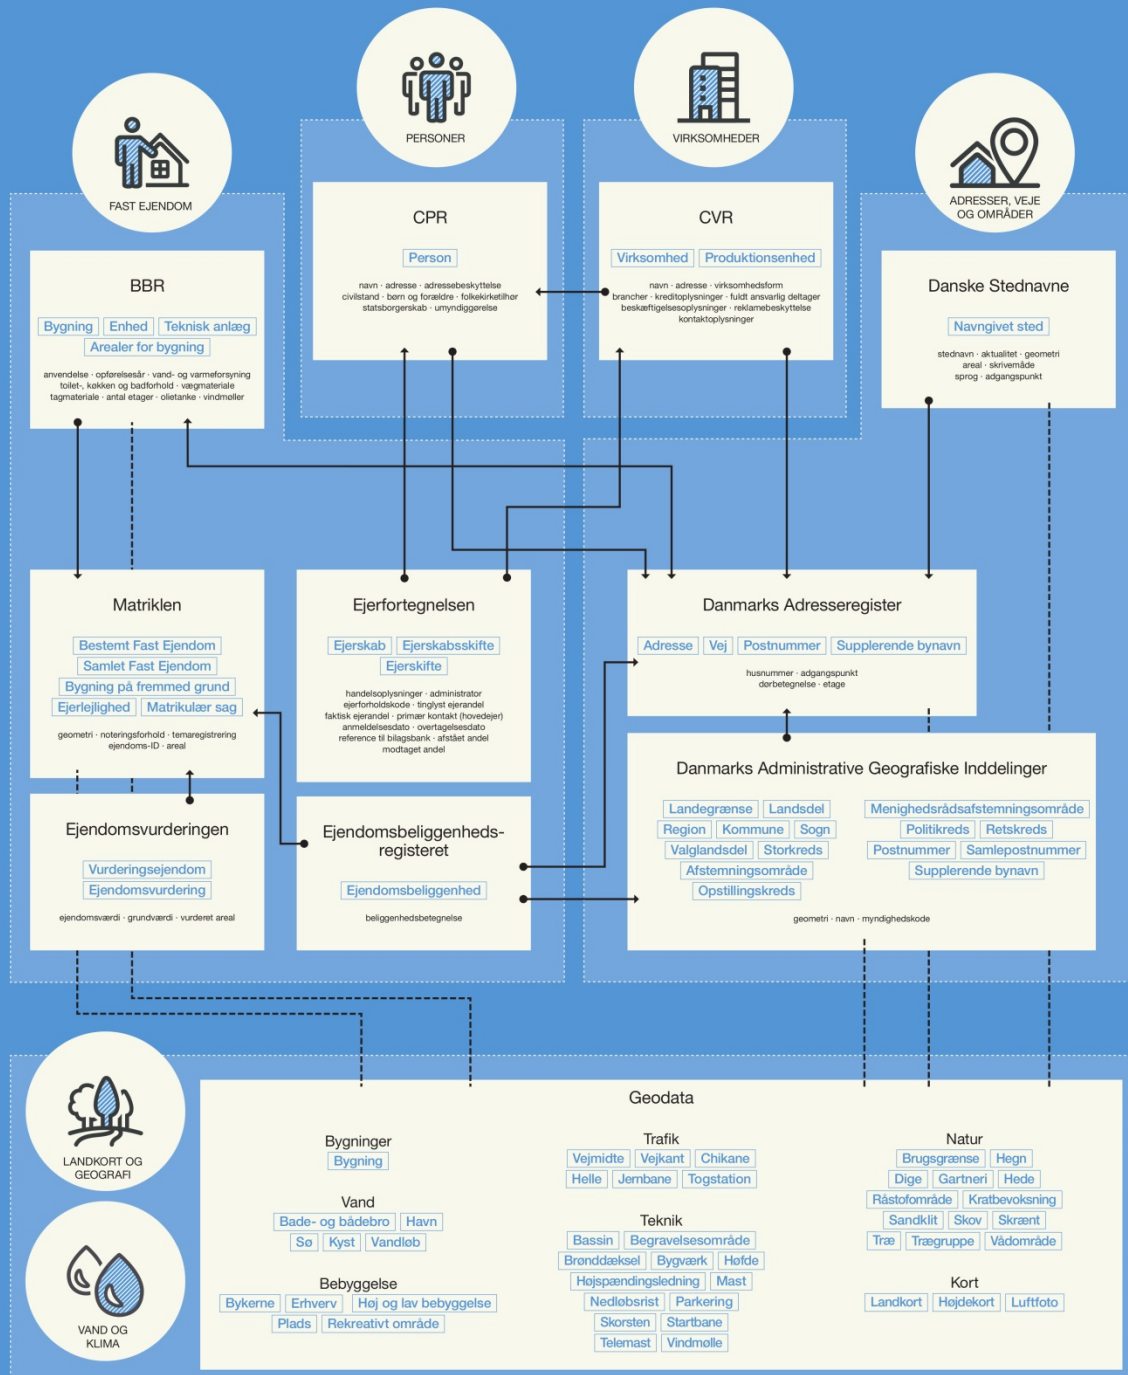 PERSONER
VIRKSOMHEDER
FAST EJENDOM
ADRESSER, VEJE
OG OMRÅDER
CPR
Person
navn · adresse · adressebeskyttelse
civilstand · børn og forældre · folkekirketilhør
statsborgerskab · umyndiggørelse
CVR
Virksomhed Produktionsenhed
navn · adresse · virksomhedsform
brancher · kreditoplysninger · fuldt ansvarlig deltager
beskæftigelsesoplysninger · reklamebeskyttelse
kontaktoplysninger
BBR
Bygning Enhed Teknisk anlæg
Arealer for bygning
anvendelse · opførelsesår · vand- og varmeforsyning
toilet-, køkken og badforhold · vægmateriale
tagmateriale · antal etager · olietanke · vindmøller
Danske Stednavne
Navngivet sted
stednavn · aktualitet · geometri
areal · skrivemåde
sprog · adgangspunkt
Matriklen
Bestemt Fast Ejendom
Samlet Fast Ejendom
Bygning på fremmed grund
Ejerlejlighed Matrikulær sag
geometri · noteringsforhold · temaregistrering
ejendoms-ID · areal
Ejerfortegnelsen
Ejerskab Ejerskabsskifte
Ejerskifte
handelsoplysninger · administrator
ejerforholdskode · tinglyst ejerandel
faktisk ejerandel · primær kontakt (hovedejer)
anmeldelsesdato · overtagelsesdato
reference til bilagsbank · afstået andel
modtaget andel
Danmarks Adresseregister
Adresse Vej Postnummer Supplerende bynavn
husnummer · adgangspunkt
dørbetegnelse · etage
Ejendomsvurderingen
Vurderingsejendom
Ejendomsvurdering
ejendomsværdi · grundværdi · vurderet areal
Ejendomsbeliggenheds-
registeret
Ejendomsbeliggenhed
beliggenhedsbetegnelse
Danmarks Administrative Geografiske Inddelinger
Landegrænse Landsdel
Region Kommune Sogn
Valglandsdel Storkreds
Afstemningsområde
Opstillingskreds
Menighedsrådsafstemningsområde
Politikreds Retskreds
Postnummer Samlepostnummer
Supplerende bynavn
geometri · navn · myndighedskode
LANDKORT OG
GEOGRAFI
VAND OG
KLIMA
Geodata
Bygninger
Bygning
Vand
Bade- og bådebro Havn
Sø Kyst Vandløb
Bebyggelse
Bykerne Erhverv Høj og lav bebyggelse
Plads Rekreativt område
Trafik
Vejmidte Vejkant Chikane
Helle Jernbane Togstation
Teknik
Bassin Begravelsesområde
Brønddæksel Bygværk Høfde
Højspændingsledning Mast
Nedløbsrist Parkering
Skorsten Startbane
Telemast Vindmølle
Natur
Brugsgrænse Hegn
Dige Gartneri Hede
Råstofområde Kratbevoksning
Sandklit Skov Skrænt
Træ Trægruppe Vådområde
Kort
Landkort Højdekort Luftfoto